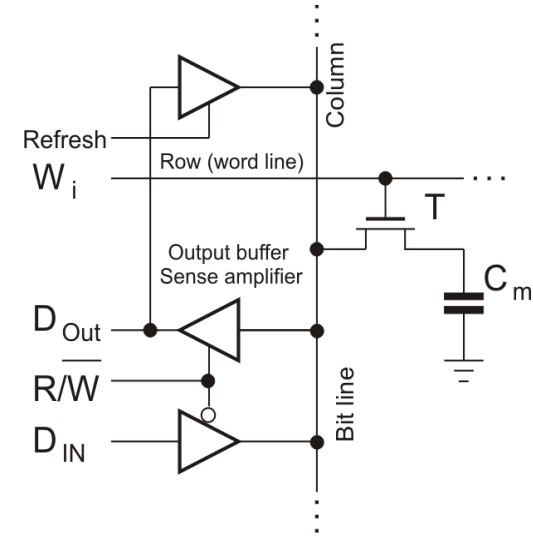 Column
Refresh
Row (word line)
W i
T
Output buffer
Sense amplifier
C m
D Out
R/W̅
Bit line
D IN